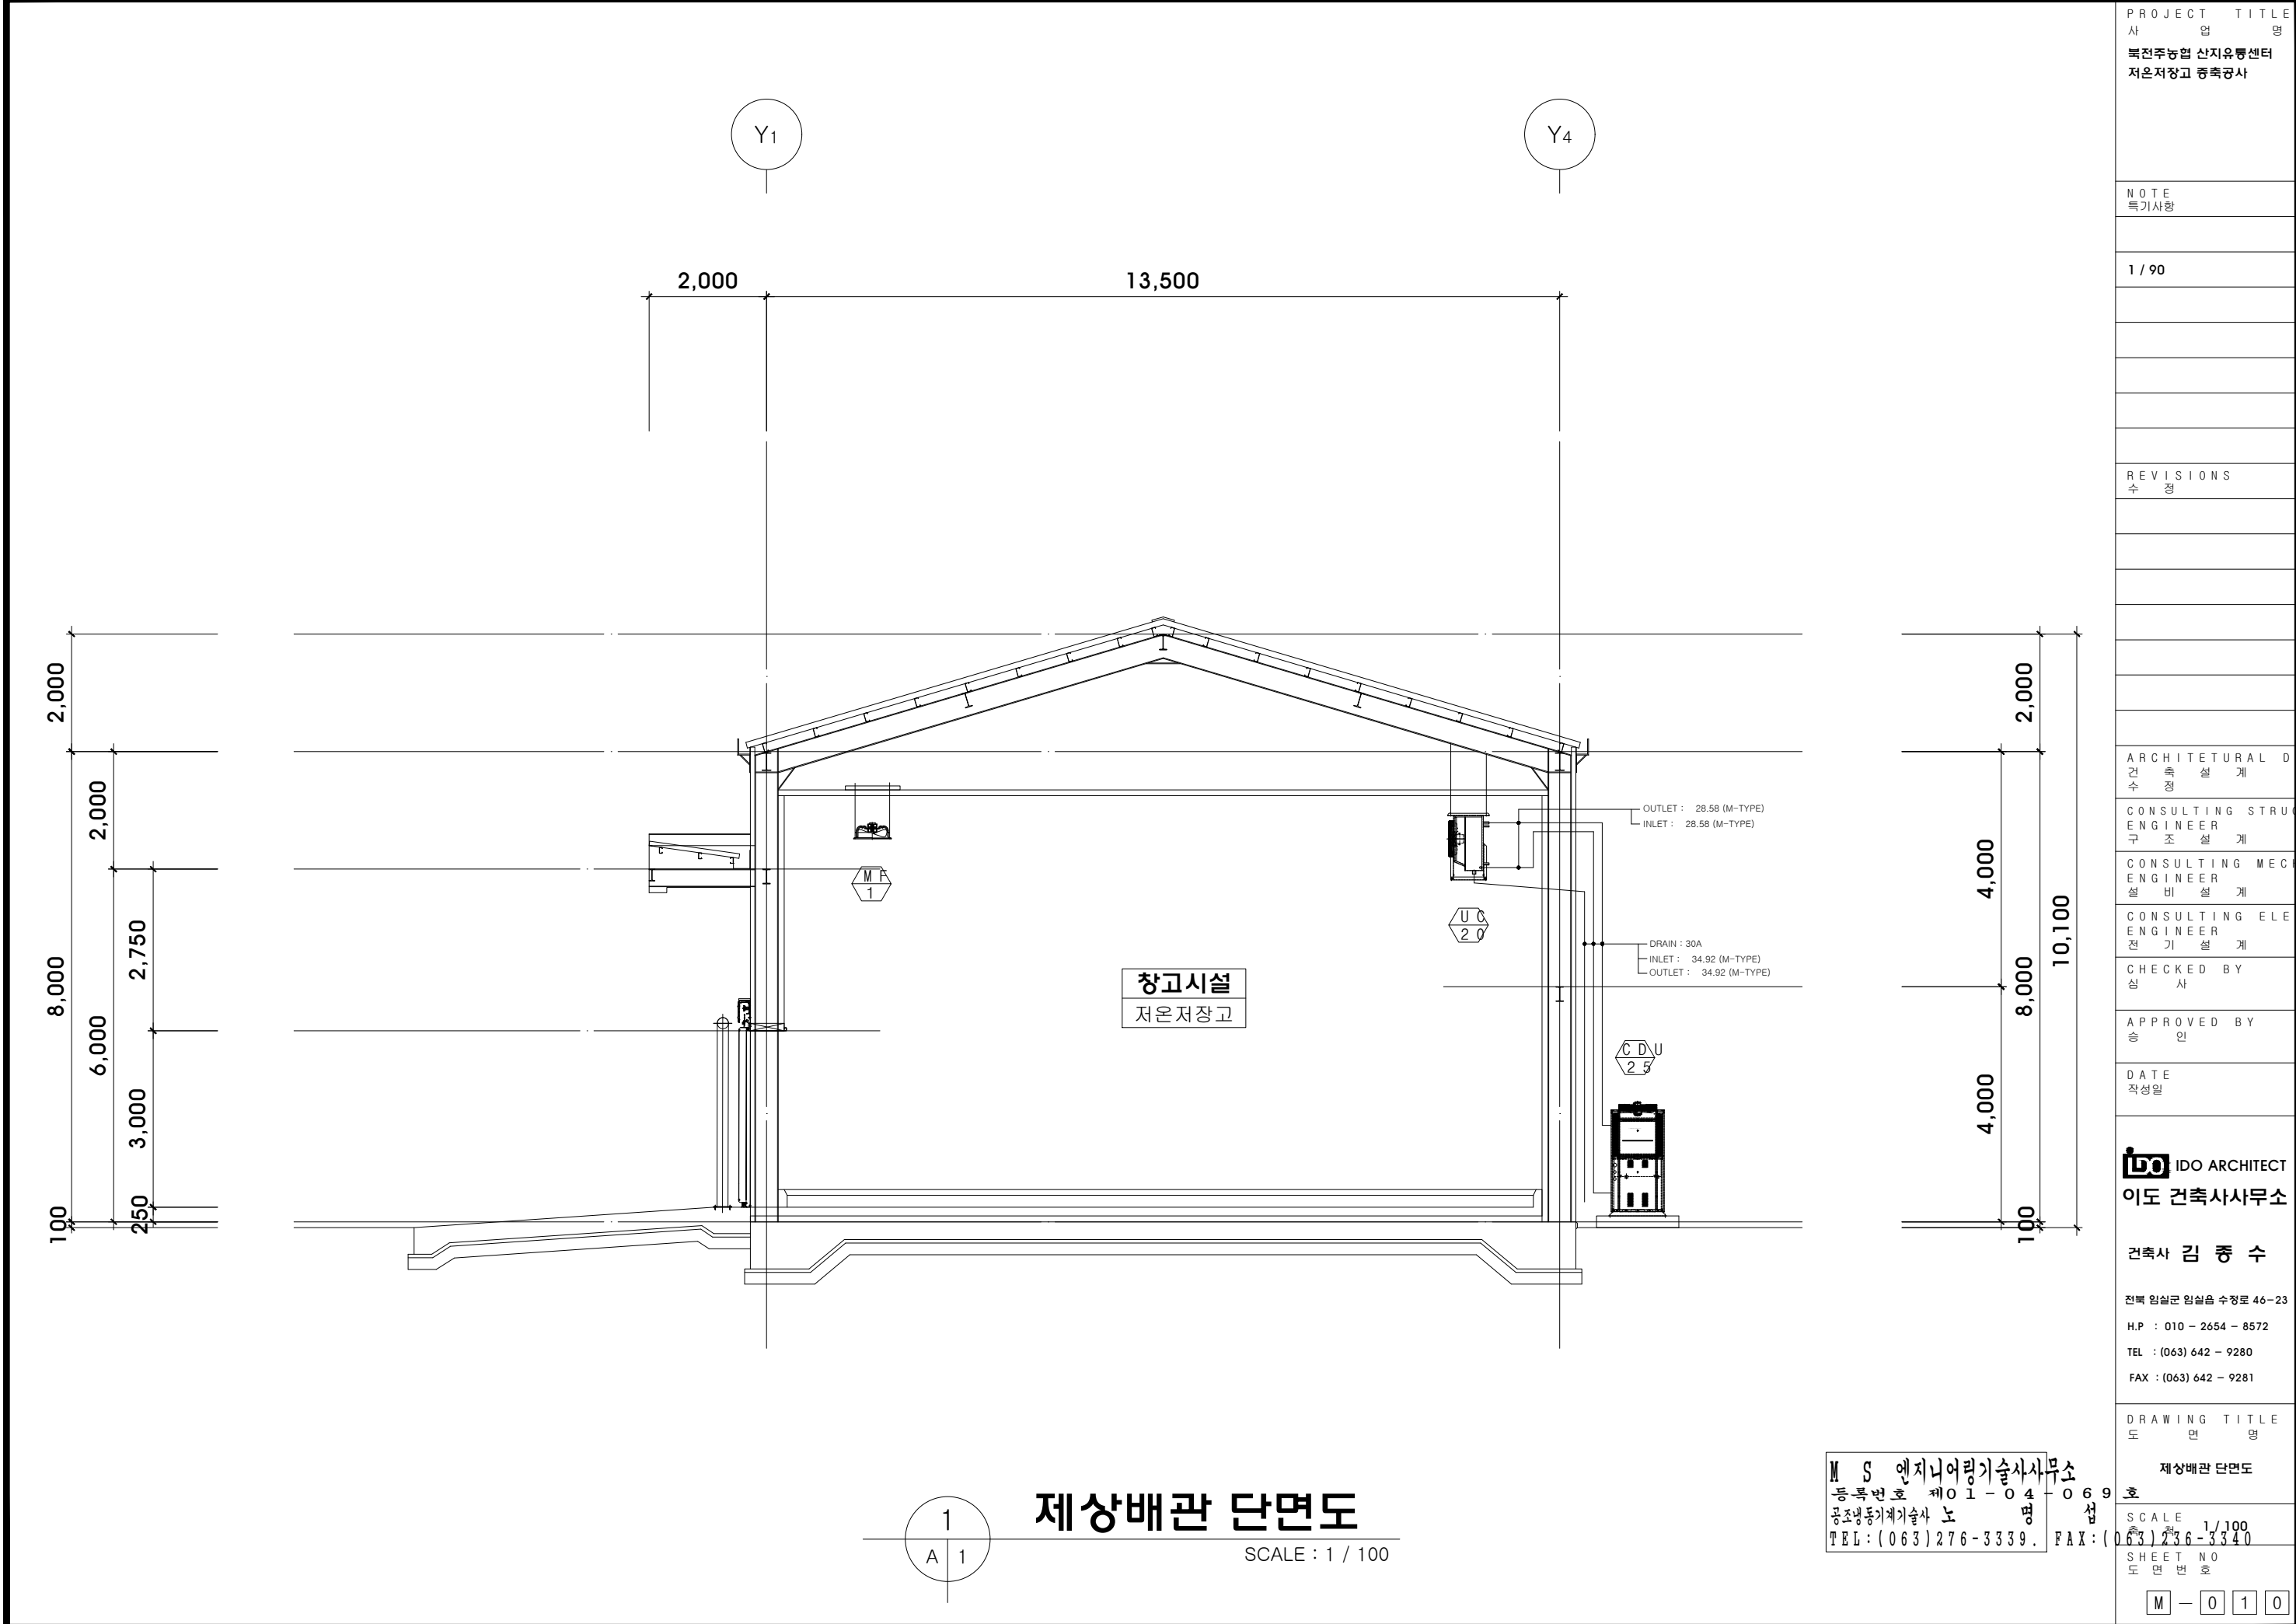 Y1
Y4
2,000
13,500
2,000
8,000
100
2,000
6,000
2,750
3,000
250
MF
1
UC
20
OUTLET : 28.58 (M-TYPE)
INLET : 28.58 (M-TYPE)
DRAIN : 30A
INLET : 34.92 (M-TYPE)
OUTLET : 34.92 (M-TYPE)
창고시설
저온저장고
CDU
25
4,000
4,000
2,000
8,000
100
10,100
1
A 1
제상배관 단면도
SCALE : 1 / 100
M S 엔지니어링기술사사무소
등록번호 제01-04-069 호
공조냉동기계기술사 노 명 섭
TEL:(063)276-3339. FAX:(063)236-3340
PROJECT TITLE
사 업 명
북전주농협 산지유통센터
저온저장고 증축공사
NOTE
특기사항
1 / 90
REVISIONS
수 정
ARCHITETURAL D
건 축 설 계
수 정
CONSULTING STRU
ENGINEER
구 조 설 계
CONSULTING MEC
ENGINEER
설 비 설 계
CONSULTING ELE
ENGINEER
전 기 설 계
CHECKED BY
심 사
APPROVED BY
승 인
DATE
작성일
IDO IDO ARCHITECT
이도 건축사사무소
건축사 김 종 수
전북 임실군 임실읍 수정로 46-23
H.P : 010 - 2654 - 8572
TEL : (063) 642 - 9280
FAX : (063) 642 - 9281
DRAWING TITLE
도 면 명
제상배관 단면도
SCALE
축 척 1/100
SHEET NO
도 면 번 호
M - 0 1 0